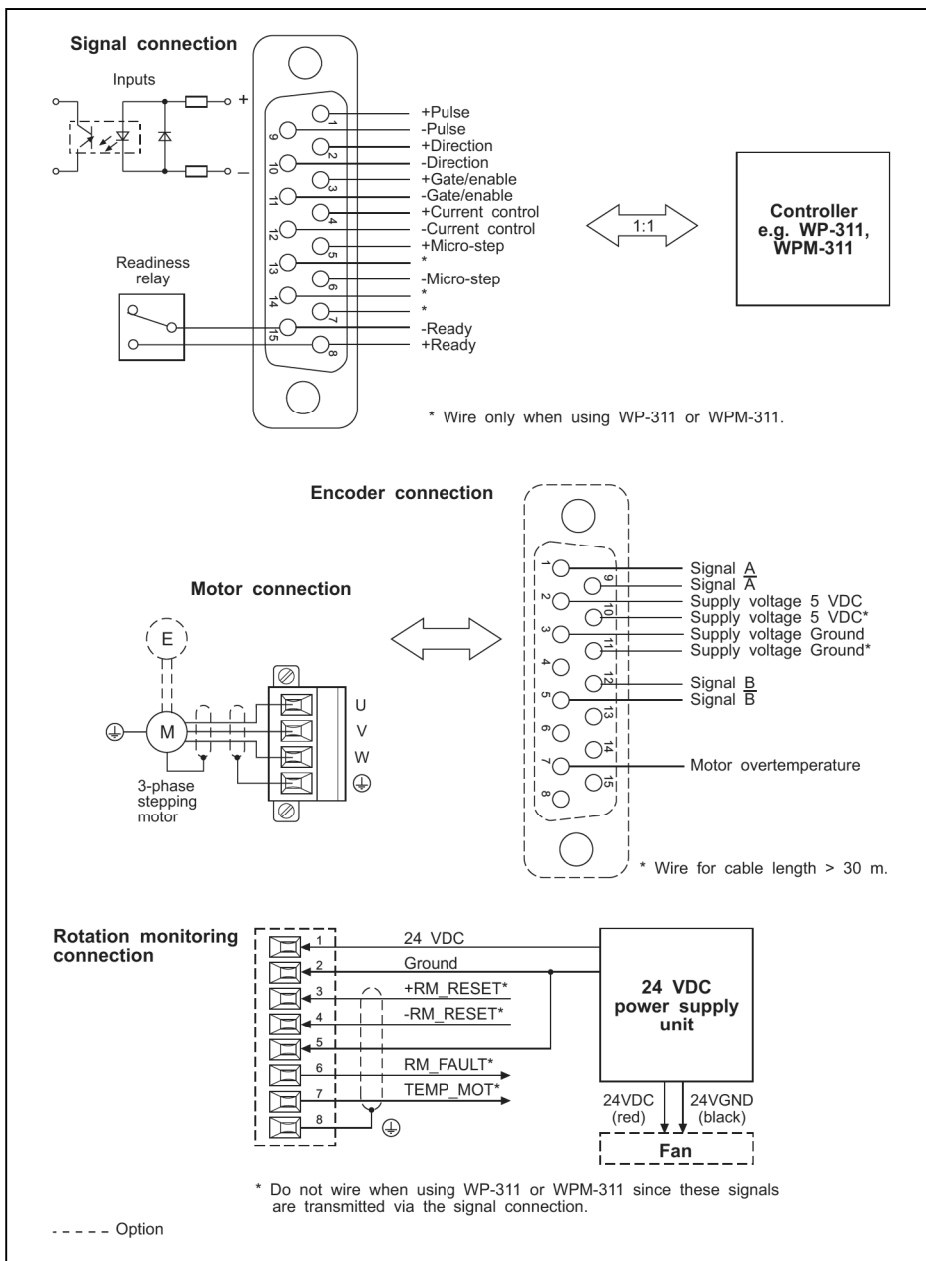 Signal connection
Inputs
+
–
1
2
3
4
5
6
7
8
9
10
11
12
13
14
15
+Pulse
-Pulse
+Direction
-Direction
+Gate/enable
-Gate/enable
+Current control
-Current control
+Micro-step
*
-Micro-step
*
*
-Ready
+Ready
Readiness
relay
1:1
Controller
e.g. WP-311,
WPM-311
* Wire only when using WP-311 or WPM-311.
Encoder connection
1
2
3
4
5
6
7
8
9
10
11
12
13
14
15
Signal A
Signal A̅
Supply voltage 5 VDC
Supply voltage 5 VDC*
Supply voltage Ground
Supply voltage Ground*
Signal B
Signal B̅
Motor overtemperature
* Wire for cable length > 30 m.
Motor connection
E
M
U
V
W
3-phase
stepping
motor
Rotation monitoring
connection
1
24 VDC
2
Ground
3
+RM_RESET*
4
-RM_RESET*
5
6
RM_FAULT*
7
TEMP_MOT*
8
24 VDC
power supply
unit
24VDC
(red)
24VGND
(black)
Fan
* Do not wire when using WP-311 or WPM-311 since these signals
are transmitted via the signal connection.
- - - - - Option